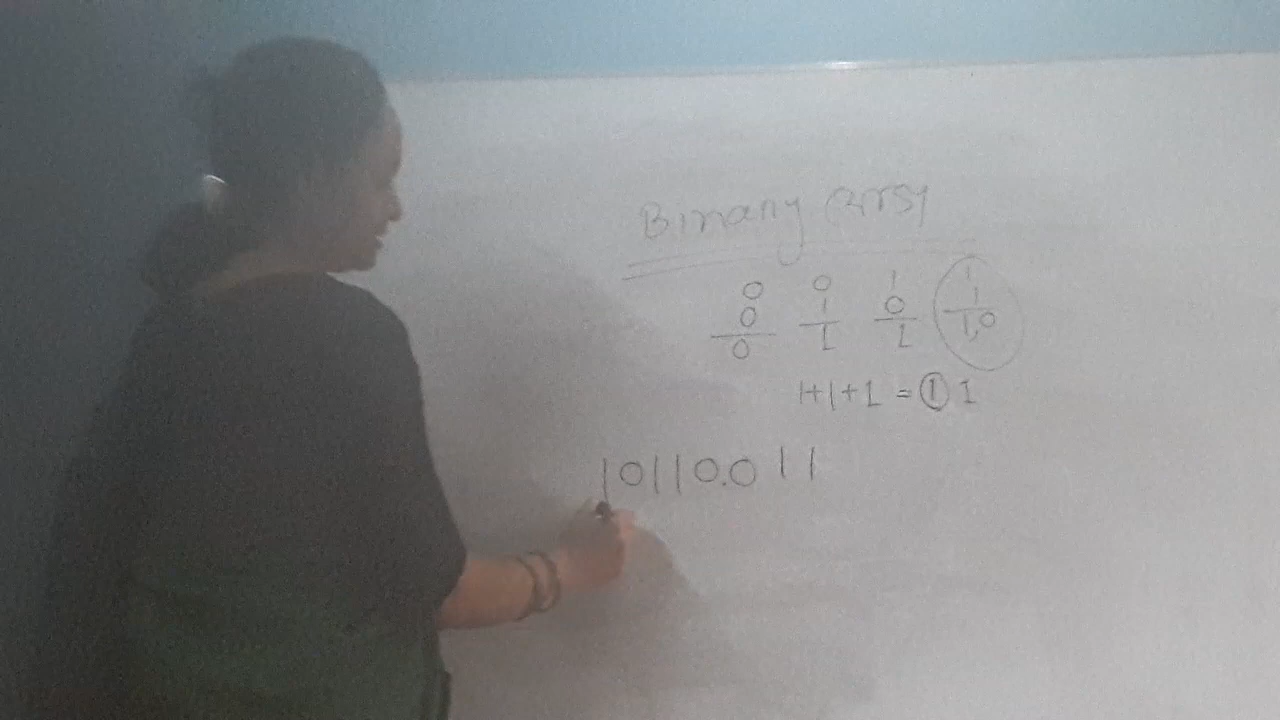 Binary
0 0 1 1
0 1 0 1
0 1 1 1,0
1+1+1 = 1 1
10110.011